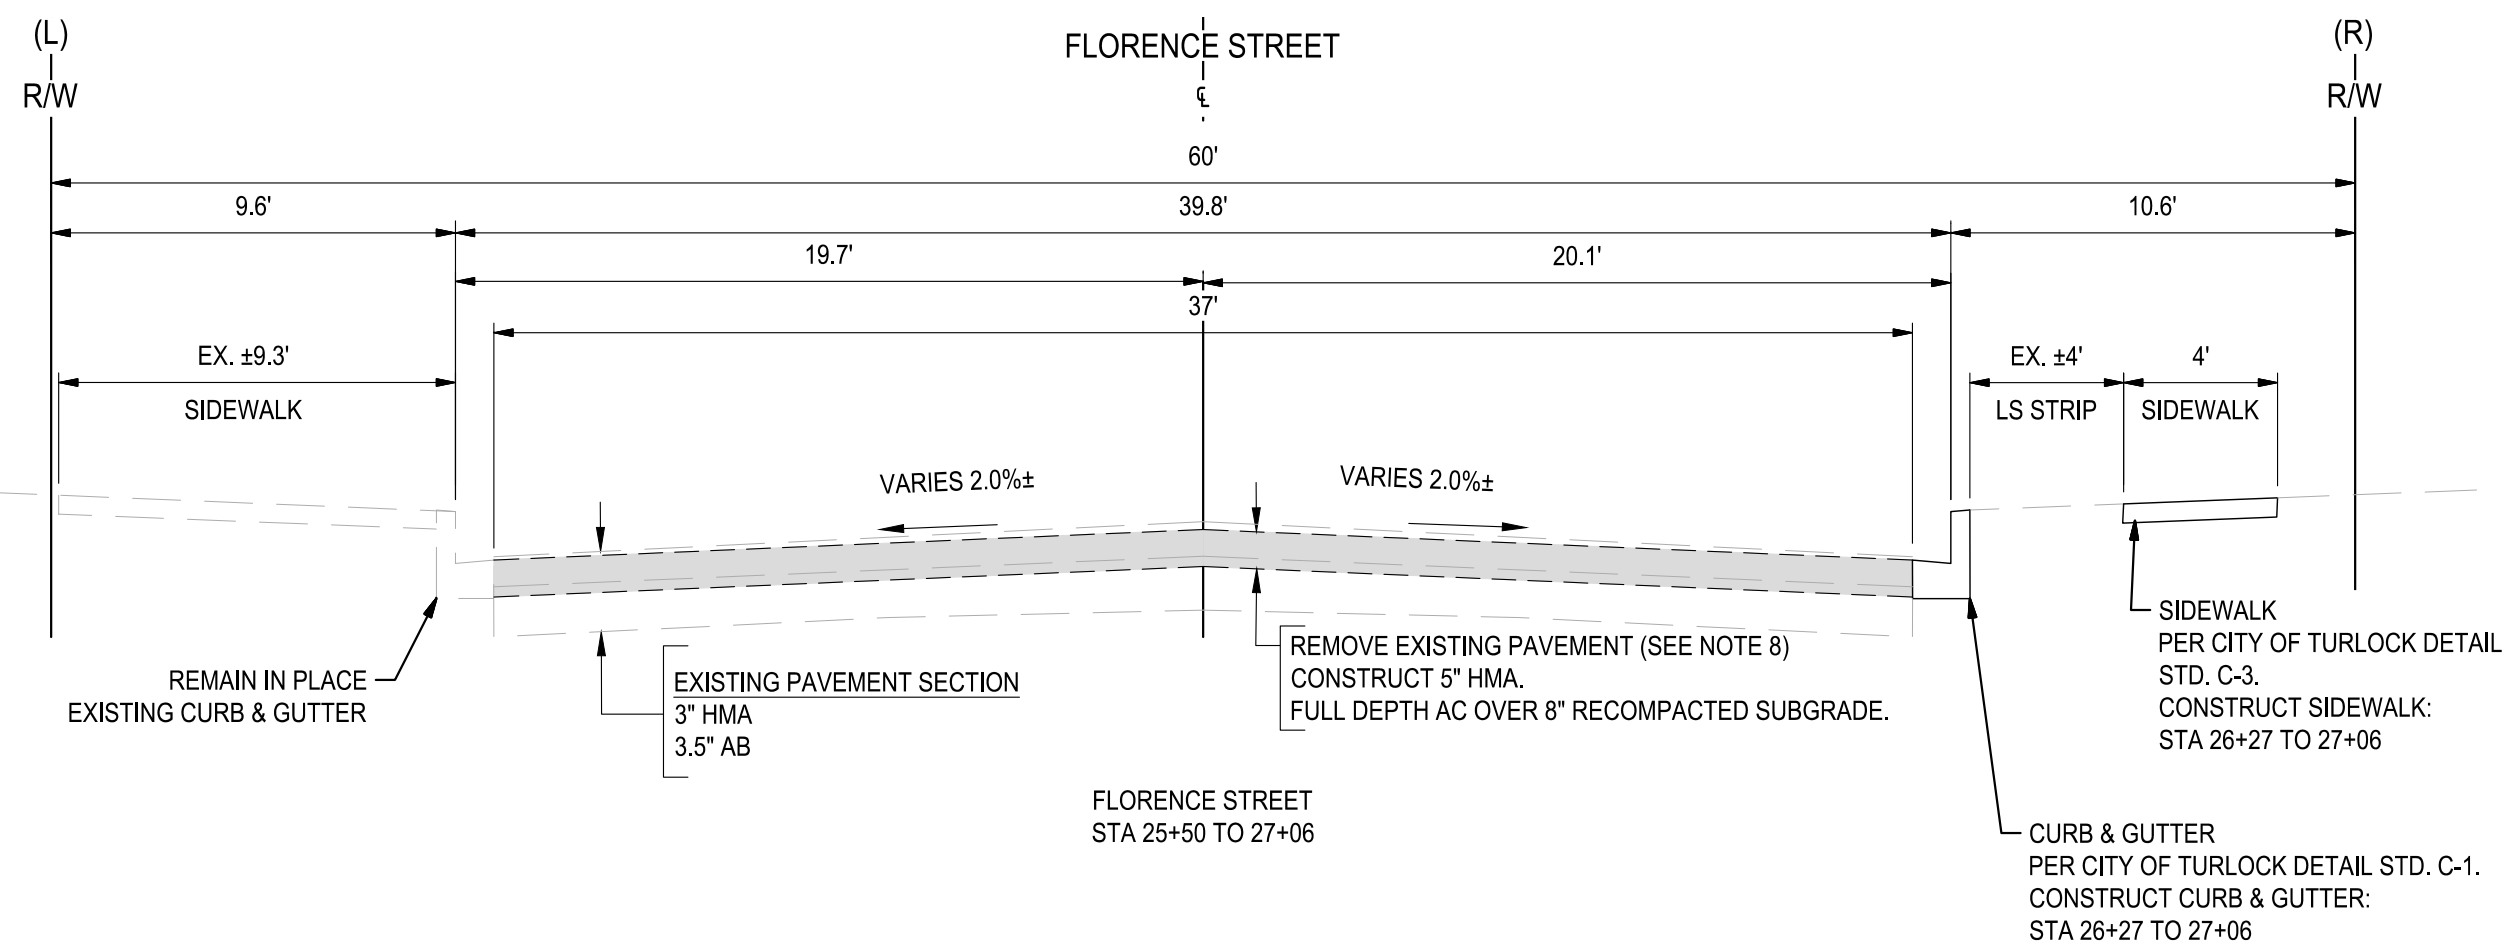 (L)
FLORENCE STREET
(R)
R/W
℄
R/W
60'
9.6'
39.8'
10.6'
19.7'
20.1'
37'
EX. ±9.3'
EX. ±4'
4'
SIDEWALK
LS STRIP
SIDEWALK
VARIES 2.0%±
VARIES 2.0%±
REMAIN IN PLACE
EXISTING CURB & GUTTER
EXISTING PAVEMENT SECTION
3" HMA
3.5" AB
REMOVE EXISTING PAVEMENT (SEE NOTE 8)
CONSTRUCT 5" HMA.
FULL DEPTH AC OVER 8" RECOMPACTED SUBGRADE.
SIDEWALK
PER CITY OF TURLOCK DETAIL
STD. C-3.
CONSTRUCT SIDEWALK:
STA 26+27 TO 27+06
FLORENCE STREET
STA 25+50 TO 27+06
CURB & GUTTER
PER CITY OF TURLOCK DETAIL STD. C-1.
CONSTRUCT CURB & GUTTER:
STA 26+27 TO 27+06